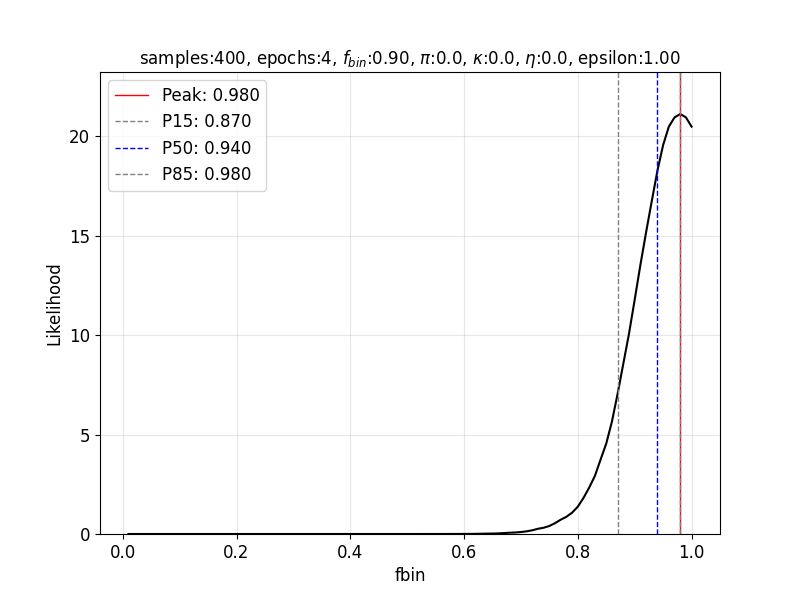 samples:400, epochs:4, $f_{bin}$:0.90, π:0.0, κ:0.0, η:0.0, epsilon:1.00
Peak: 0.980
P15: 0.870
P50: 0.940
P85: 0.980
Likelihood
20
15
10
5
0
0.0 0.2 0.4 0.6 0.8 1.0
fbin